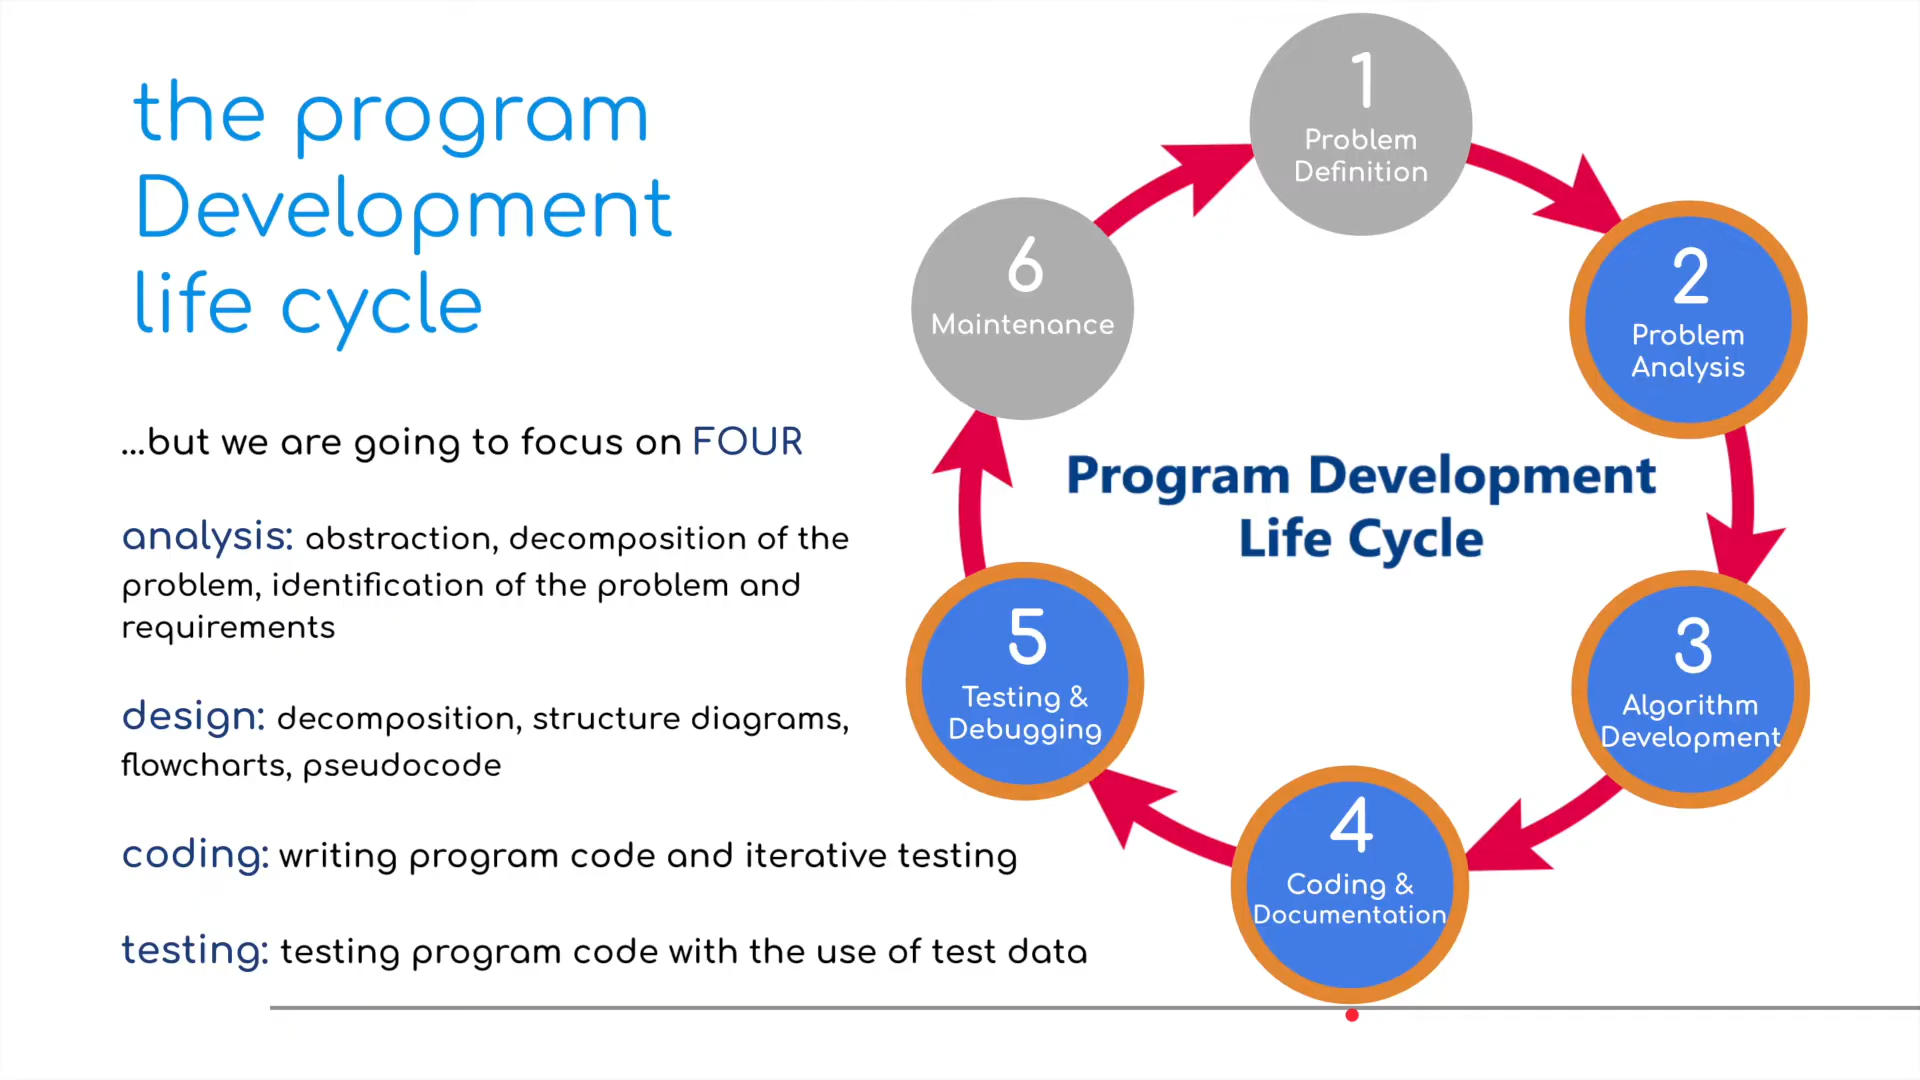 the program
Development
life cycle
...but we are going to focus on FOUR
analysis: abstraction, decomposition of the
problem, identification of the problem and
requirements
design: decomposition, structure diagrams,
flowcharts, pseudocode
coding: writing program code and iterative testing
testing: testing program code with the use of test data
1
Problem
Definition
2
Problem
Analysis
3
Algorithm
Development
4
Coding &
Documentation
5
Testing &
Debugging
6
Maintenance
Program Development
Life Cycle